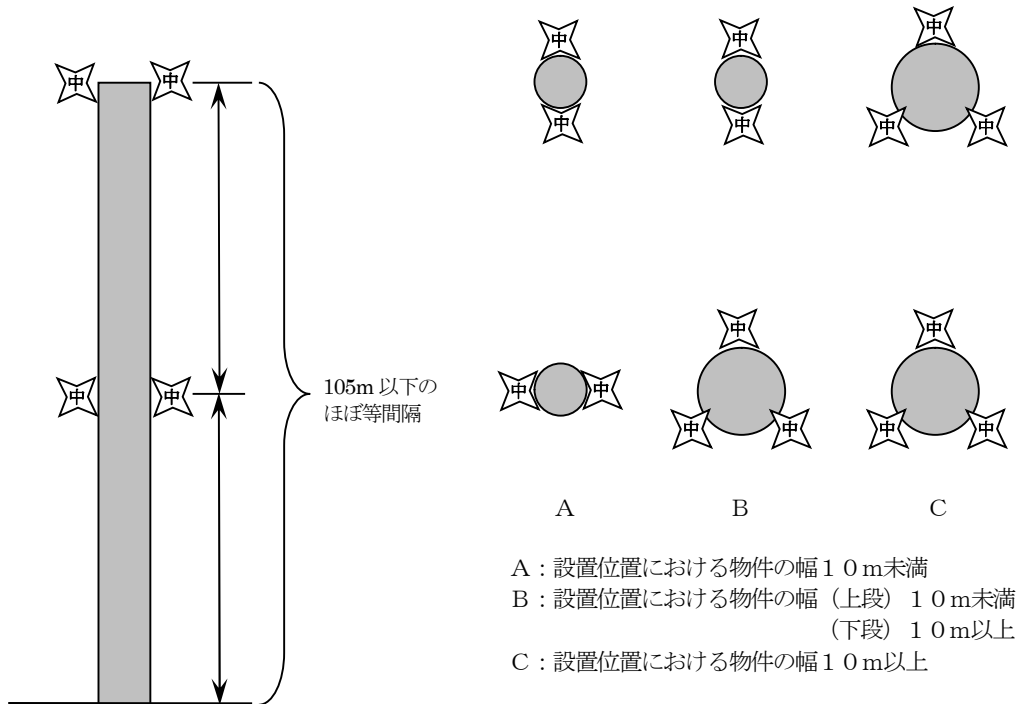 中 中
中 中
105m 以下の
ほぼ等間隔
中 中 中
中 中 中 中
中 中
中 中 中 中 中 中
A B C
A：設置位置における物件の幅１０ｍ未満
B：設置位置における物件の幅（上段）１０ｍ未満
（下段）１０ｍ以上
C：設置位置における物件の幅１０ｍ以上